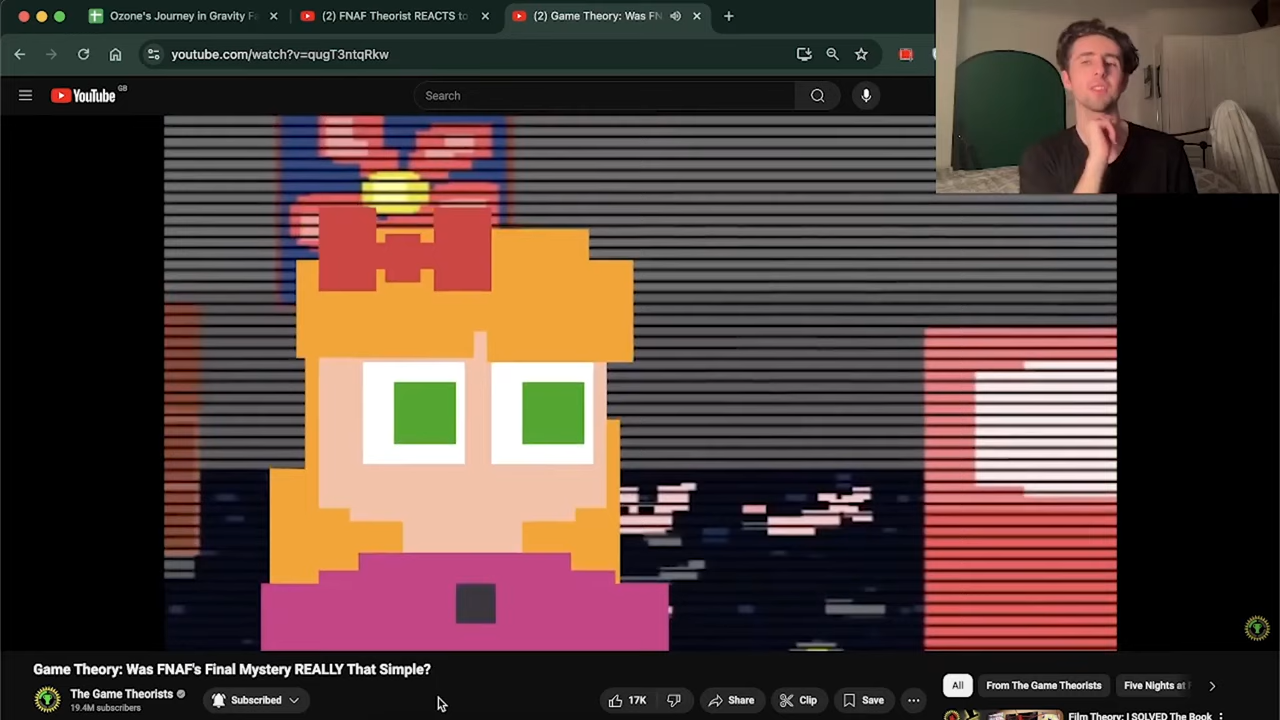 Ozone's Journey in Gravity Fa
(2) FNAF Theorist REACTS to
(2) Game Theory: Was FN
youtube.com/watch?v=qugT3ntqRkw
YouTube GB
Search
Game Theory: Was FNAF's Final Mystery REALLY That Simple?
The Game Theorists
19.4M subscribers
Subscribed
17K
Share
Clip
Save
All
From The Game Theorists
Five Nights at F
Film Theory: I SOLVED The Book